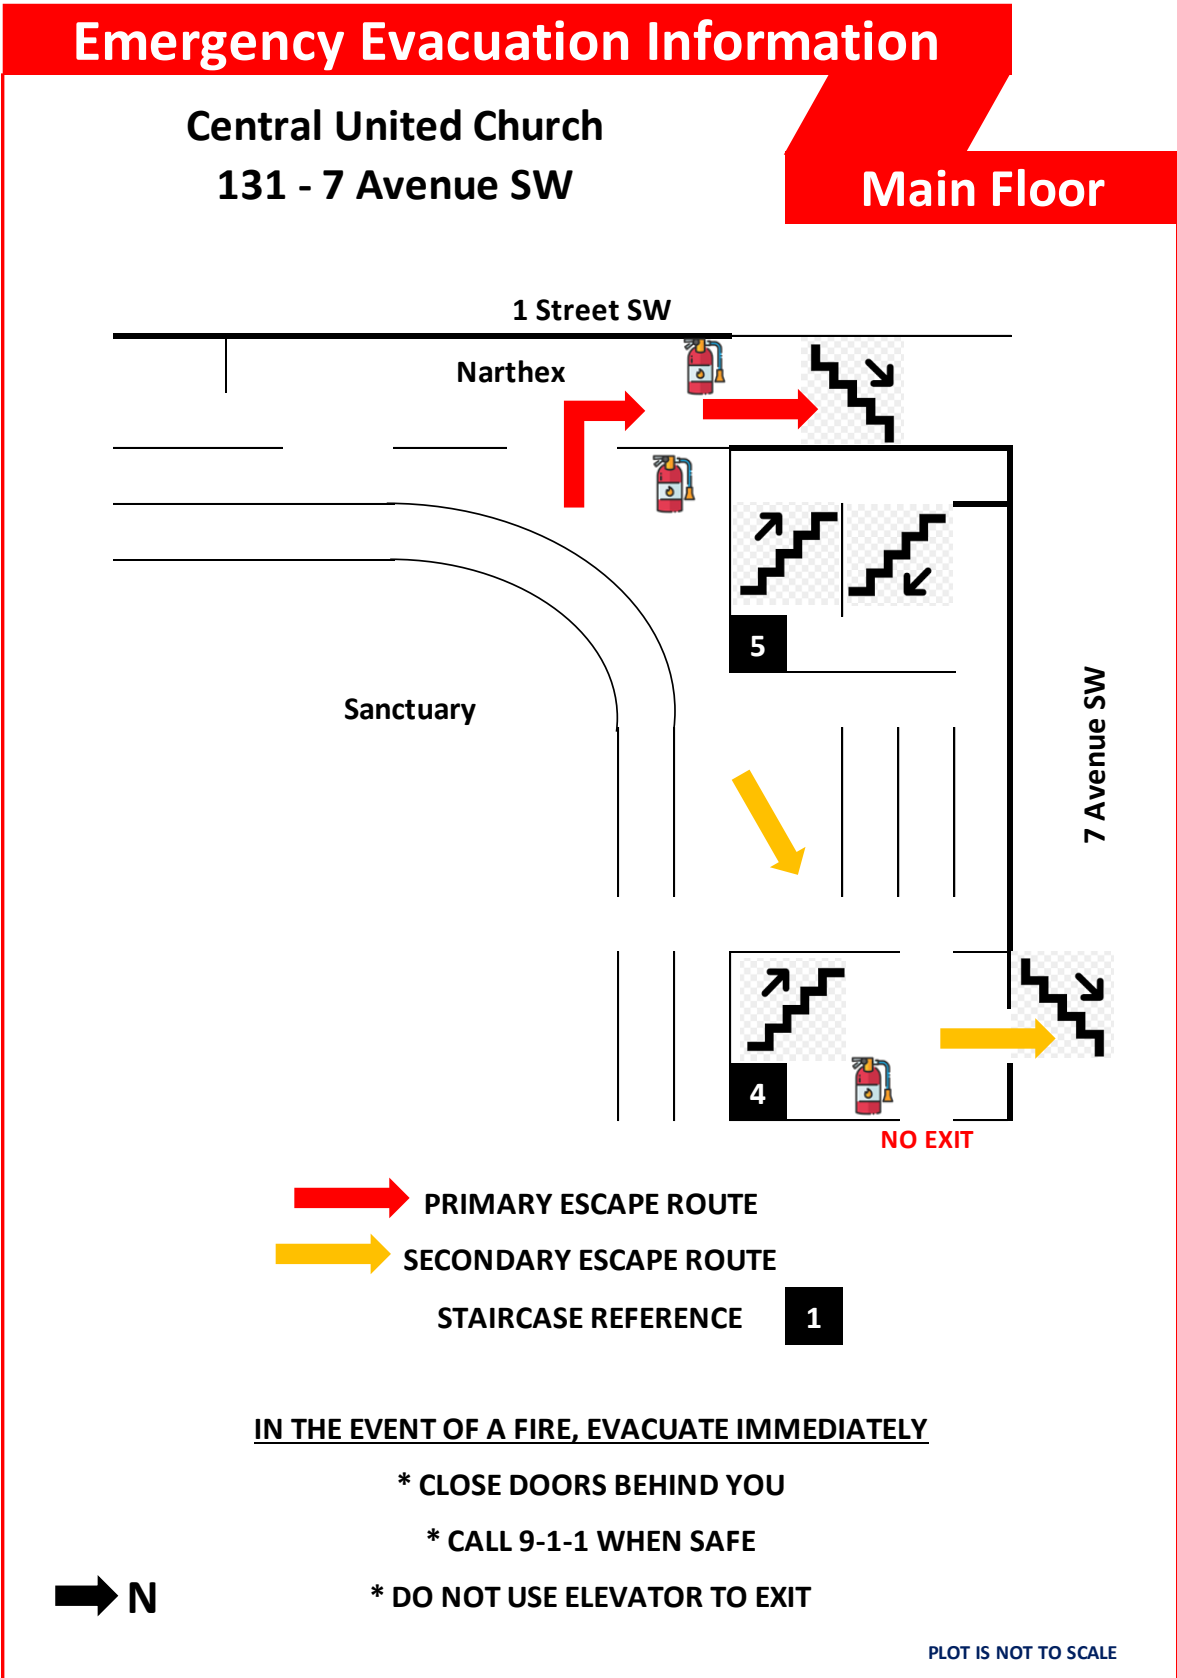 Emergency Evacuation Information
Central United Church
131 - 7 Avenue SW
Main Floor
1 Street SW
Narthex
5
Sanctuary
7 Avenue SW
4
NO EXIT
PRIMARY ESCAPE ROUTE
SECONDARY ESCAPE ROUTE
STAIRCASE REFERENCE 1
IN THE EVENT OF A FIRE, EVACUATE IMMEDIATELY
* CLOSE DOORS BEHIND YOU
* CALL 9-1-1 WHEN SAFE
N
* DO NOT USE ELEVATOR TO EXIT
PLOT IS NOT TO SCALE